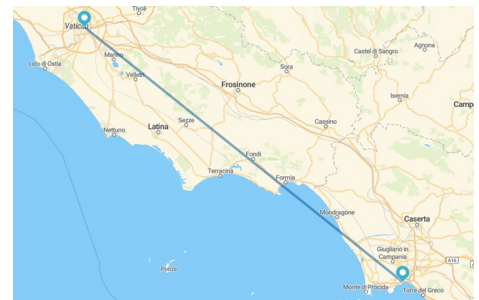 Tivoli
Vatican
Agnone
Castel di Sangro
Marino
Lido di Ostia
Sora
Velletri
Frosinone
Isernia
Camp
Sezze
Cassino
Latina
Nettuno
Fondi
Terracina
Formia
Mondragone
Caserta
Giugliano in
Campania
A16
Ponza
Monte di Procida
Torre del Greco